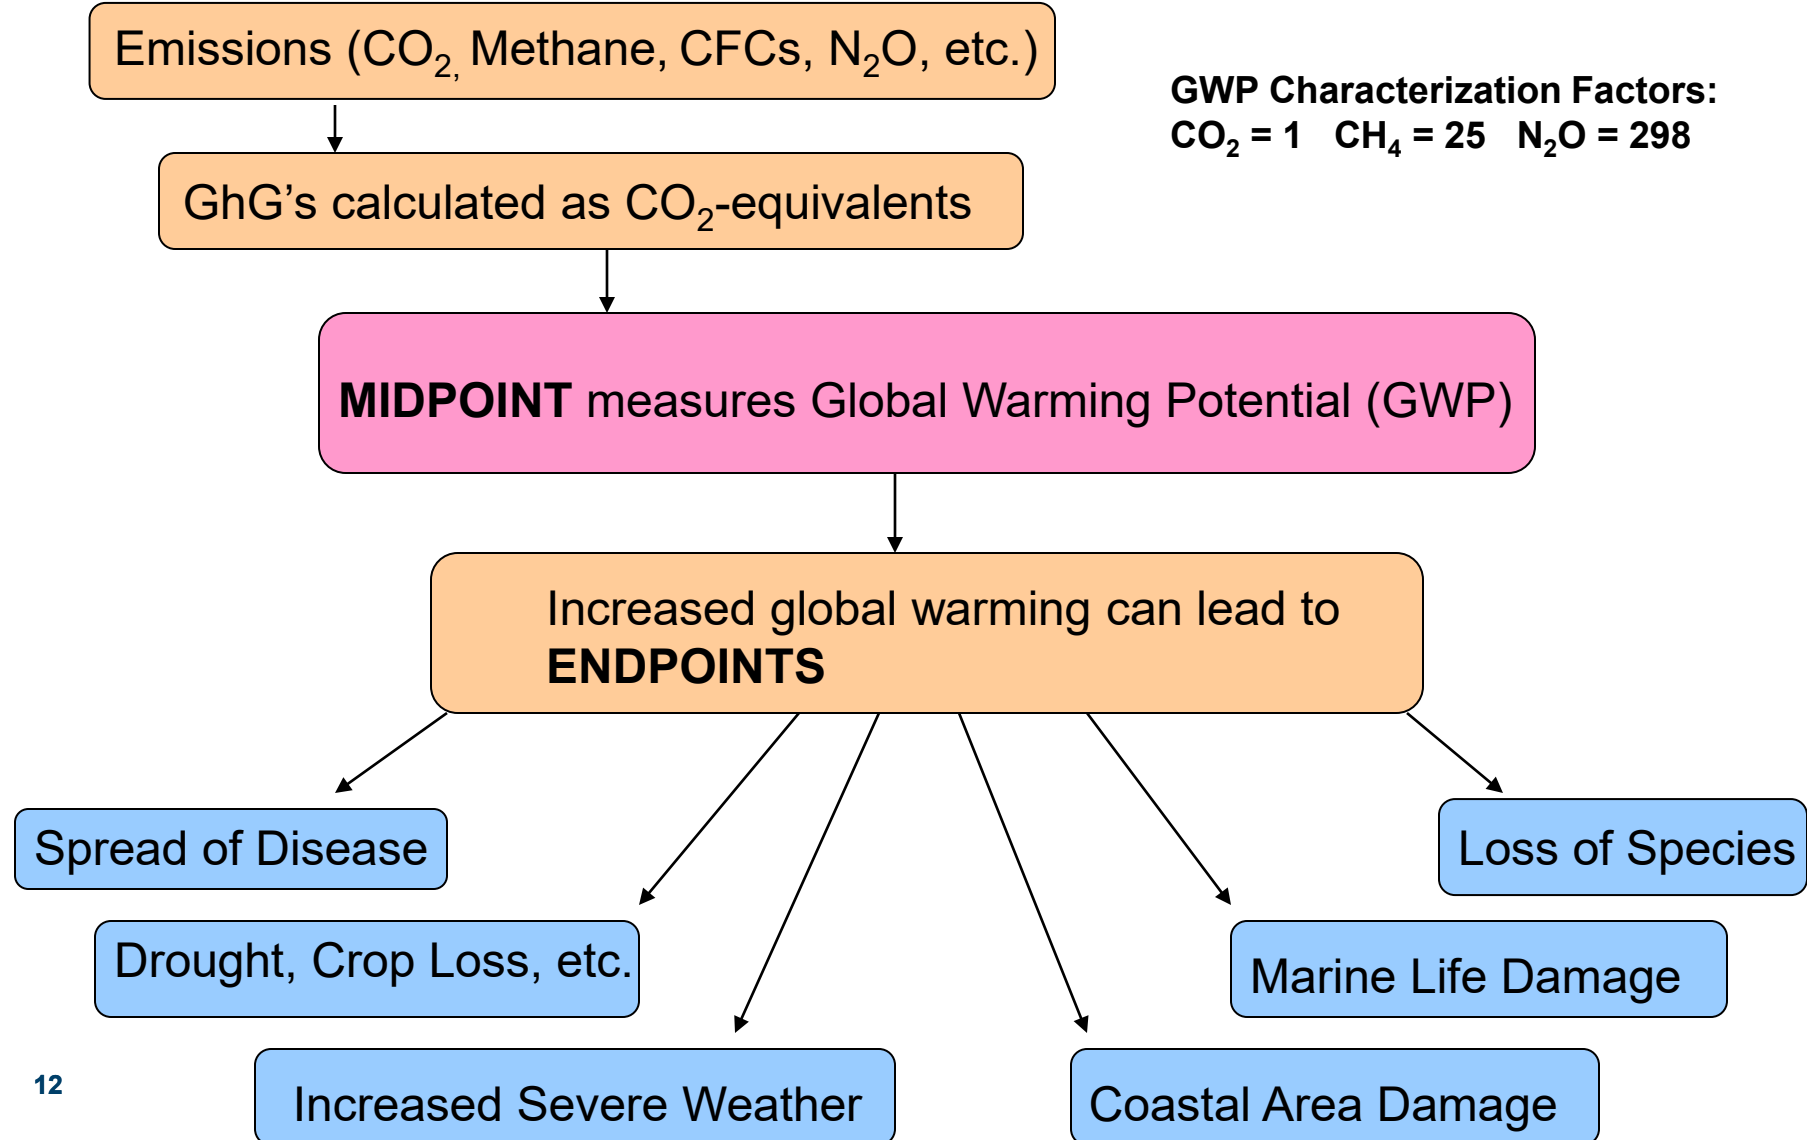 Emissions (CO₂, Methane, CFCs, N₂O, etc.)
GWP Characterization Factors:
CO₂ = 1 CH₄ = 25 N₂O = 298
GhG’s calculated as CO₂-equivalents
MIDPOINT measures Global Warming Potential (GWP)
Increased global warming can lead to
ENDPOINTS
Spread of Disease
Loss of Species
Drought, Crop Loss, etc.
Marine Life Damage
Increased Severe Weather
Coastal Area Damage
12